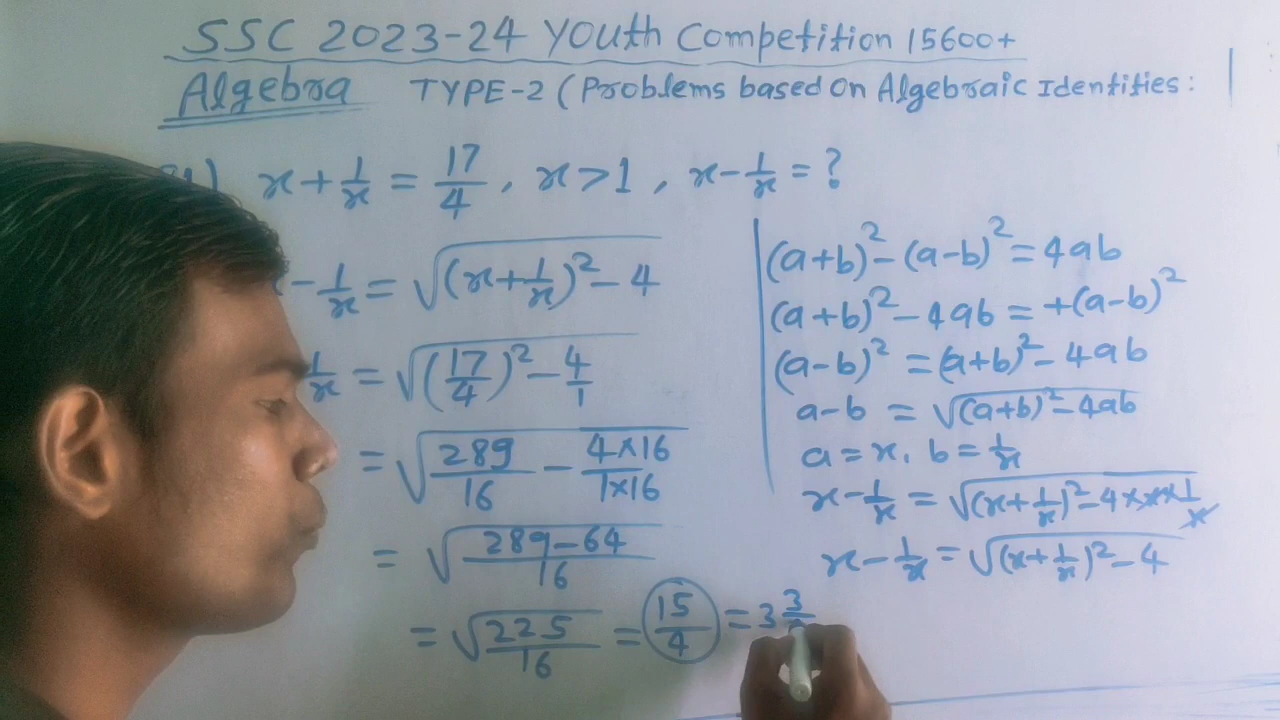 SSC 2023-24 YOUTH Competition 15600+
Algebra TYPE-2 (Problems based On Algebraic Identities:
1) x + 1/x = 17/4, x > 1, x - 1/x = ?
x - 1/x = √((x + 1/x)² - 4
1/x = √((17/4)² - 4/1
= √(289/16 - 4×16/1×16
= √(289-64/16
= √(225/16 = 15/4 = 3 3/
(a+b)² - (a-b)² = 4ab
(a+b)² - 4ab = +(a-b)²
(a-b)² = (a+b)² - 4ab
a-b = √((a+b)² - 4ab
a = x, b = 1/x
x - 1/x = √((x + 1/x)² - 4 × x × 1/x
x - 1/x = √((x + 1/x)² - 4